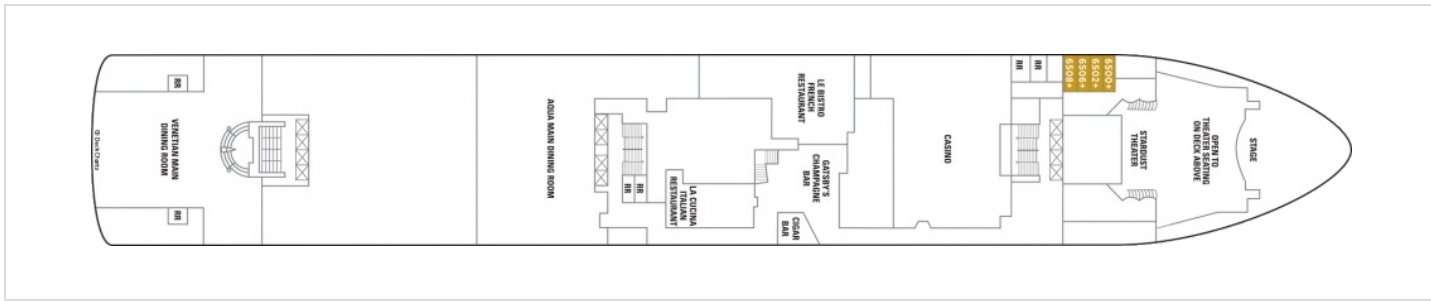 RR
VENETIAN MAIN
DINING ROOM
RR
© Deck Charts
AQUA MAIN DINING ROOM
RR
RR
LA CUCINA
ITALIAN
RESTAURANT
LE BISTRO
FRENCH
RESTAURANT
GATSBY'S
CHAMPAGNE
BAR
CIGAR
BAR
CASINO
RR
RR
6500+
6502+
6506+
6508+
STARDUST
THEATER
OPEN TO
THEATER SEATING
ON DECK ABOVE
STAGE